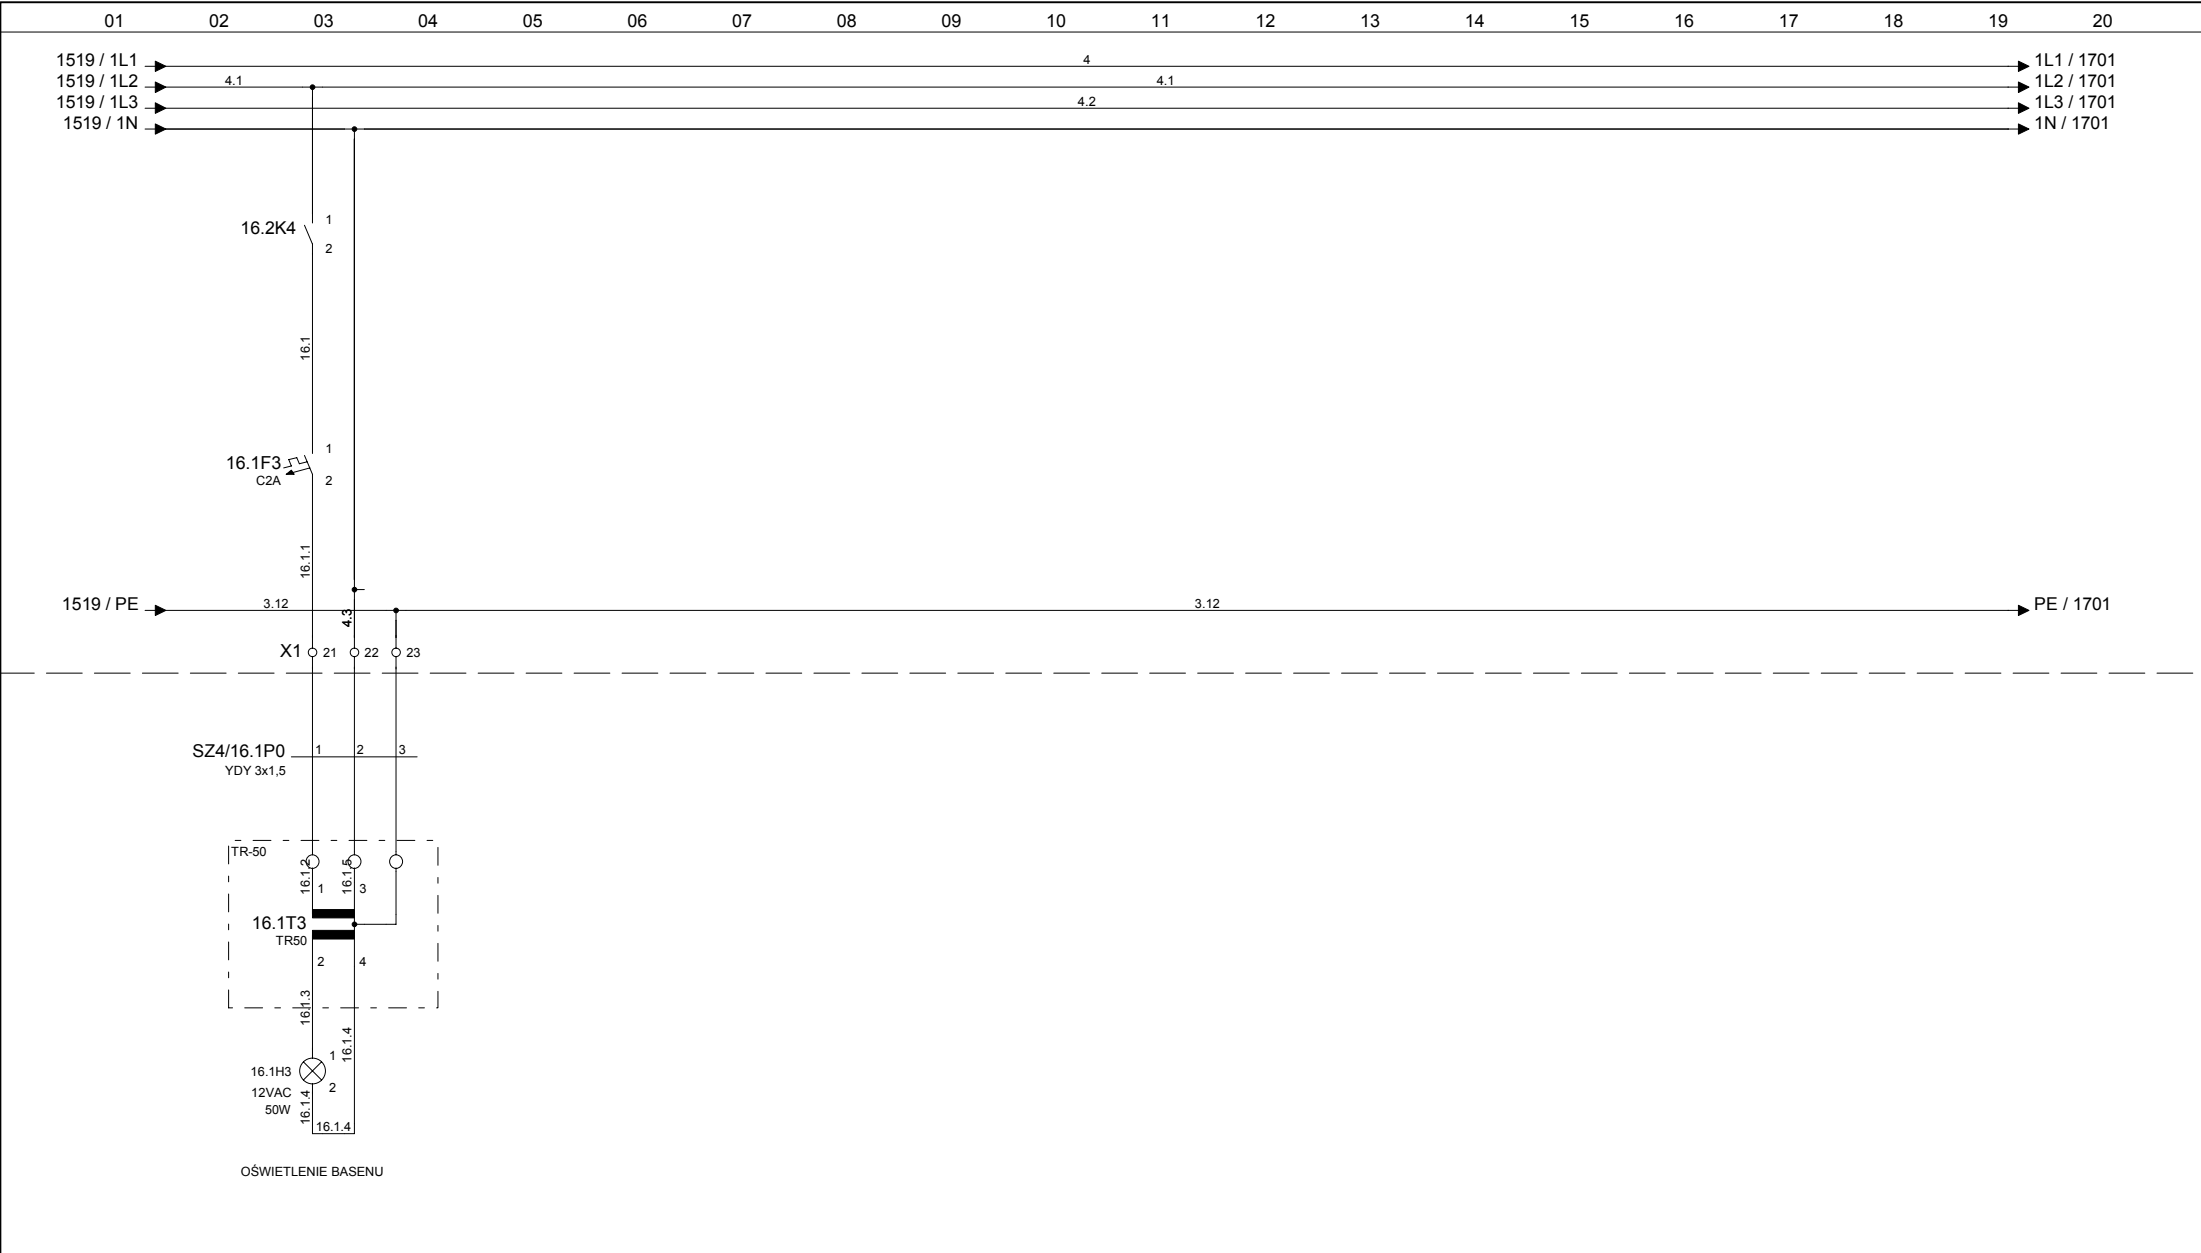 01 02 03 04 05 06 07 08 09 10 11 12 13 14 15 16 17 18 19 20
1519 / 1L1 4 1L1 / 1701
1519 / 1L2 4.1 4.1 1L2 / 1701
1519 / 1L3 4.2 1L3 / 1701
1519 / 1N 1N / 1701
1
16.2K4
2
16.1
1
16.1F3
C2A 2
16.1.1
1519 / PE 3.12 3.12 PE / 1701
4.3
X1 21 22 23
SZ4/16.1P0 1 2 3
YDY 3x1,5
TR-50
16.1.2 16.1.5
1 3
16.1T3
TR50
2 4
16.1.3
16.1.4
1
16.1H3
2
12VAC
50W
16.1.4
16.1.4
OŚWIETLENIE BASENU